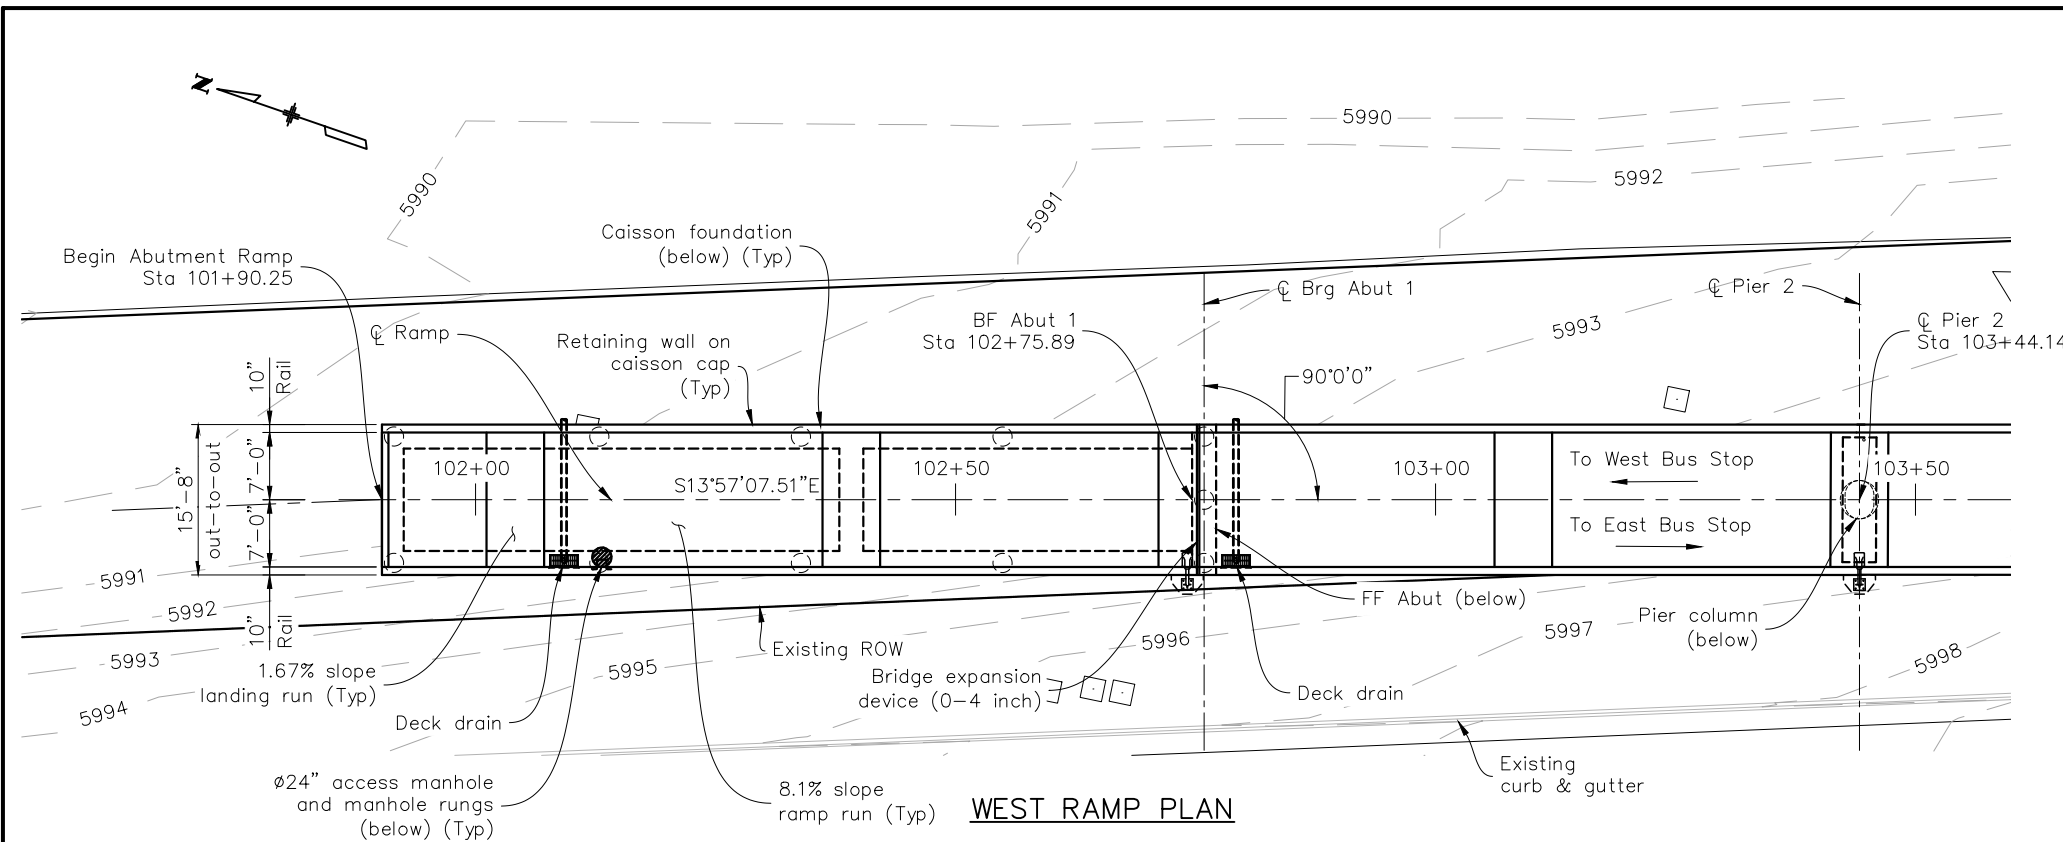 N
5990
5990
5991
5992
Begin Abutment Ramp
Sta 101+90.25
Caisson foundation
(below) (Typ)
℄ Ramp
Retaining wall on
caisson cap
(Typ)
BF Abut 1
Sta 102+75.89
℄ Brg Abut 1
90°0'0"
5993
℄ Pier 2
℄ Pier 2
Sta 103+44.14
10"
Rail
7'-0"
15'-8"
out-to-out
7'-0"
10"
Rail
102+00
S13°57'07.51"E
102+50
103+00
To West Bus Stop
103+50
To East Bus Stop
5991
5992
5993
5994
1.67% slope
landing run (Typ)
Deck drain
5995
Existing ROW
Bridge expansion
device (0-4 inch)
5996
FF Abut (below)
5997
Pier column
(below)
5998
Deck drain
Ø24" access manhole
and manhole rungs
(below) (Typ)
8.1% slope
ramp run (Typ)
Existing
curb & gutter
WEST RAMP PLAN